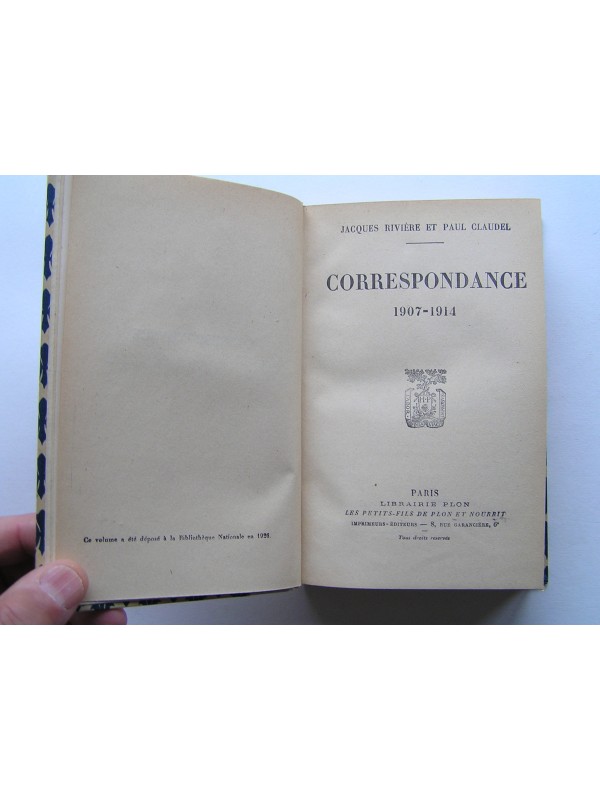 Ce volume a été déposé à la Bibliothèque Nationale en
JACQUES RIVIÈRE ET PAUL CLAUDEL
CORRESPONDANCE
1907-1914
PARIS
LIBRAIRIE PLON
LES PETITS-FILS DE PLON ET NOURRIT
IMPRIMEURS-ÉDITEURS — 8, RUE GARANCIÈRE, 6e
Tous droits réservés